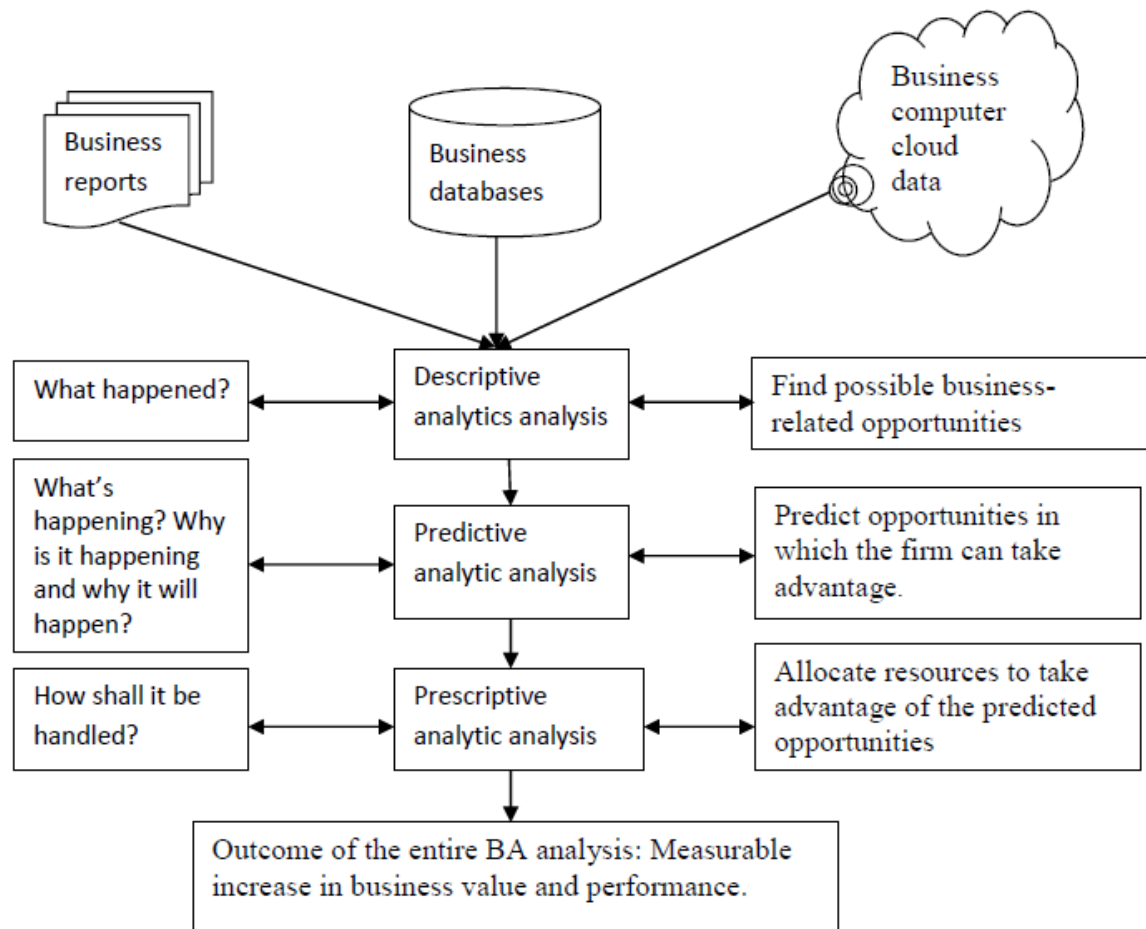 Business
reports
Business
databases
Business
computer
cloud
data
What happened?
Descriptive
analytics analysis
Find possible business-
related opportunities
What's
happening? Why
is it happening
and why it will
happen?
Predictive
analytic analysis
Predict opportunities in
which the firm can take
advantage.
How shall it be
handled?
Prescriptive
analytic analysis
Allocate resources to take
advantage of the predicted
opportunities
Outcome of the entire BA analysis: Measurable
increase in business value and performance.